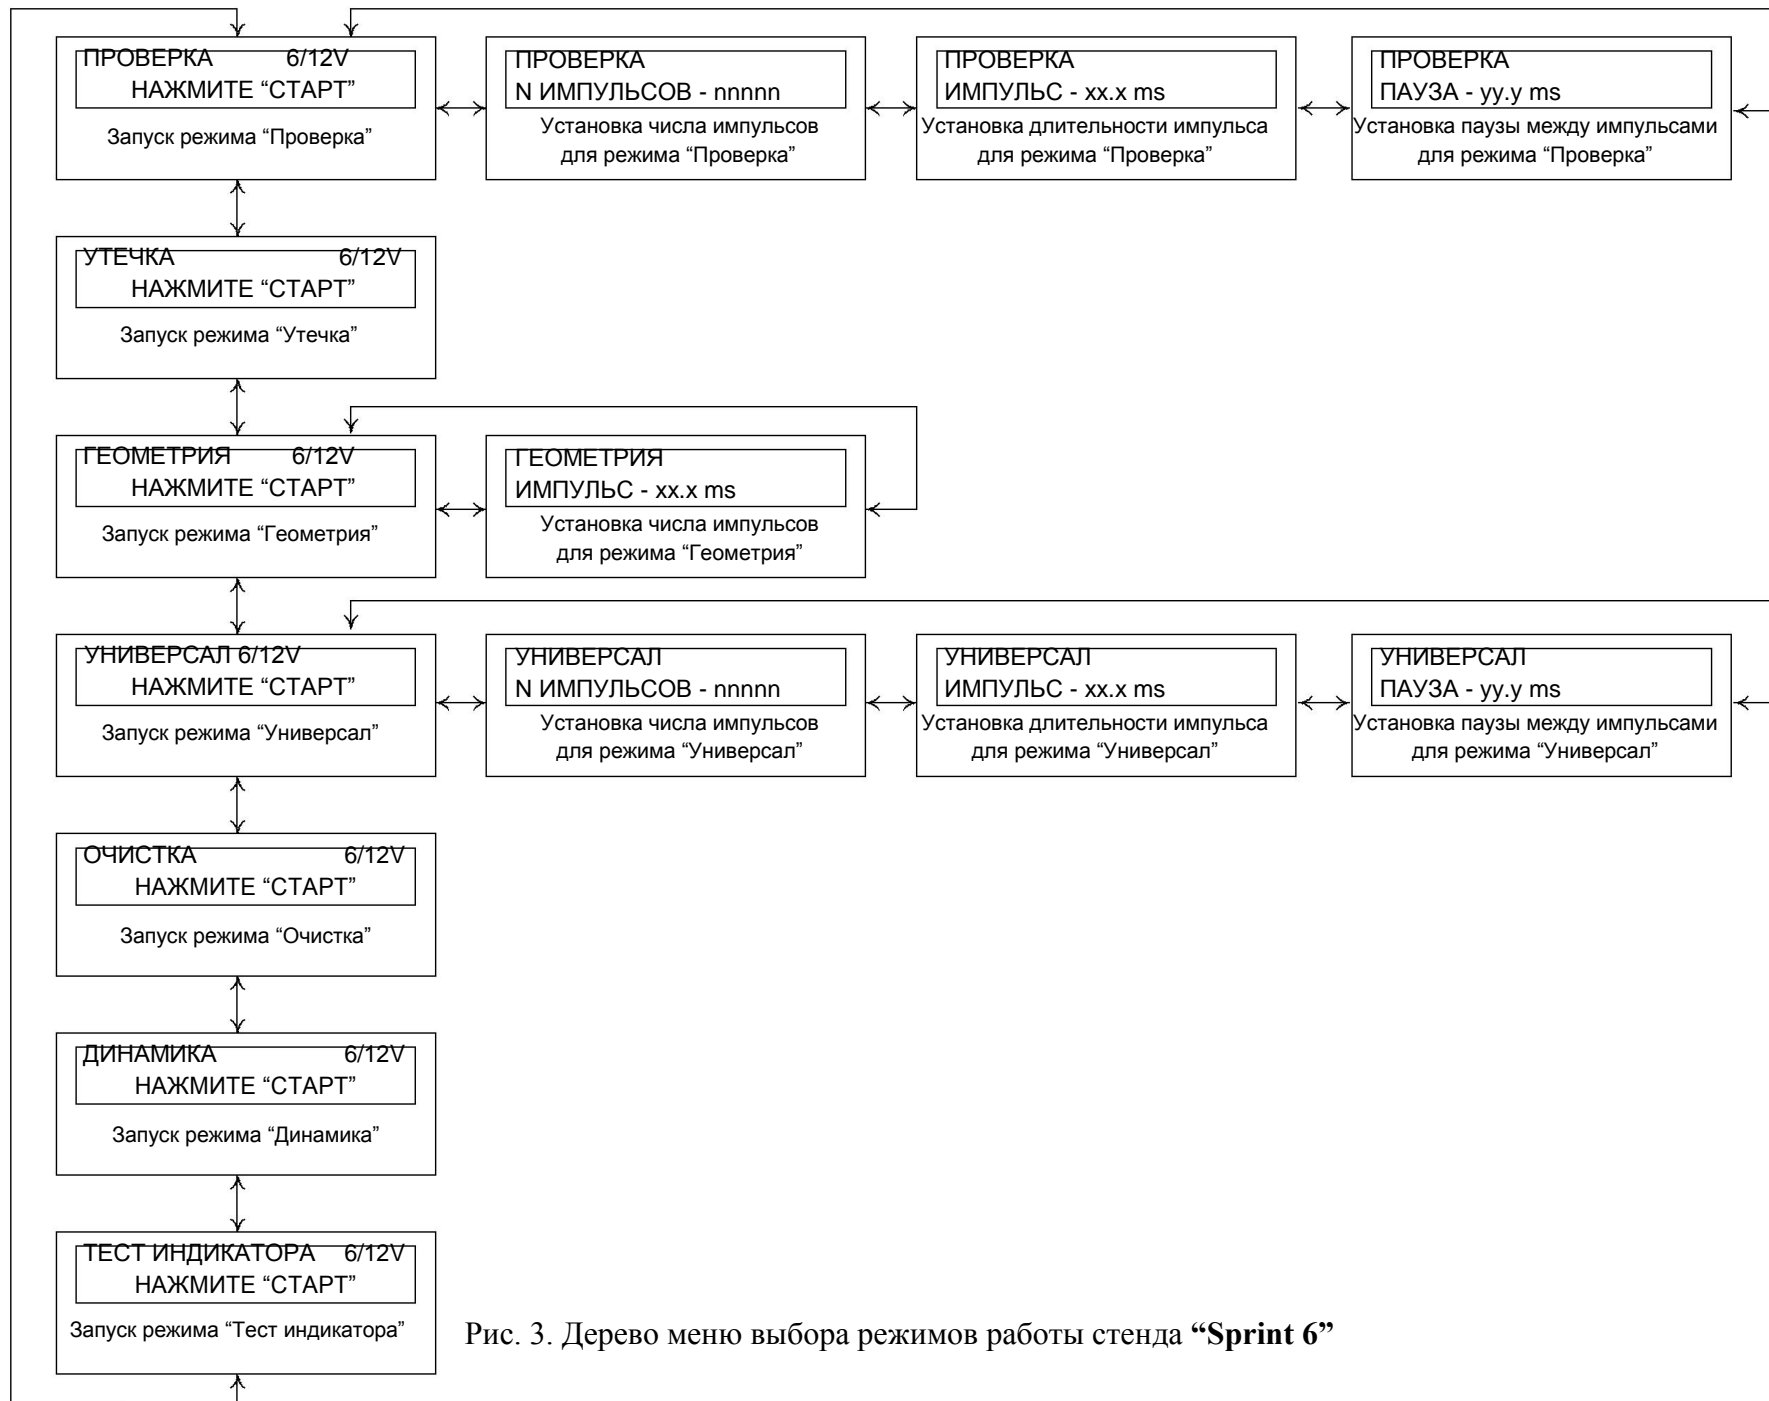 ПРОВЕРКА 6/12V
НАЖМИТЕ “СТАРТ”
Запуск режима “Проверка”
ПРОВЕРКА
N ИМПУЛЬСОВ - nnnnn
Установка числа импульсов
для режима “Проверка”
ПРОВЕРКА
ИМПУЛЬС - xx.x ms
Установка длительности импульса
для режима “Проверка”
ПРОВЕРКА
ПАУЗА - yy.y ms
Установка паузы между импульсами
для режима “Проверка”
УТЕЧКА 6/12V
НАЖМИТЕ “СТАРТ”
Запуск режима “Утечка”
ГЕОМЕТРИЯ 6/12V
НАЖМИТЕ “СТАРТ”
Запуск режима “Геометрия”
ГЕОМЕТРИЯ
ИМПУЛЬС - xx.x ms
Установка числа импульсов
для режима “Геометрия”
УНИВЕРСАЛ 6/12V
НАЖМИТЕ “СТАРТ”
Запуск режима “Универсал”
УНИВЕРСАЛ
N ИМПУЛЬСОВ - nnnnn
Установка числа импульсов
для режима “Универсал”
УНИВЕРСАЛ
ИМПУЛЬС - xx.x ms
Установка длительности импульса
для режима “Универсал”
УНИВЕРСАЛ
ПАУЗА - yy.y ms
Установка паузы между импульсами
для режима “Универсал”
ОЧИСТКА 6/12V
НАЖМИТЕ “СТАРТ”
Запуск режима “Очистка”
ДИНАМИКА 6/12V
НАЖМИТЕ “СТАРТ”
Запуск режима “Динамика”
ТЕСТ ИНДИКАТОРА 6/12V
НАЖМИТЕ “СТАРТ”
Запуск режима “Тест индикатора”
Рис. 3. Дерево меню выбора режимов работы стенда “Sprint 6”